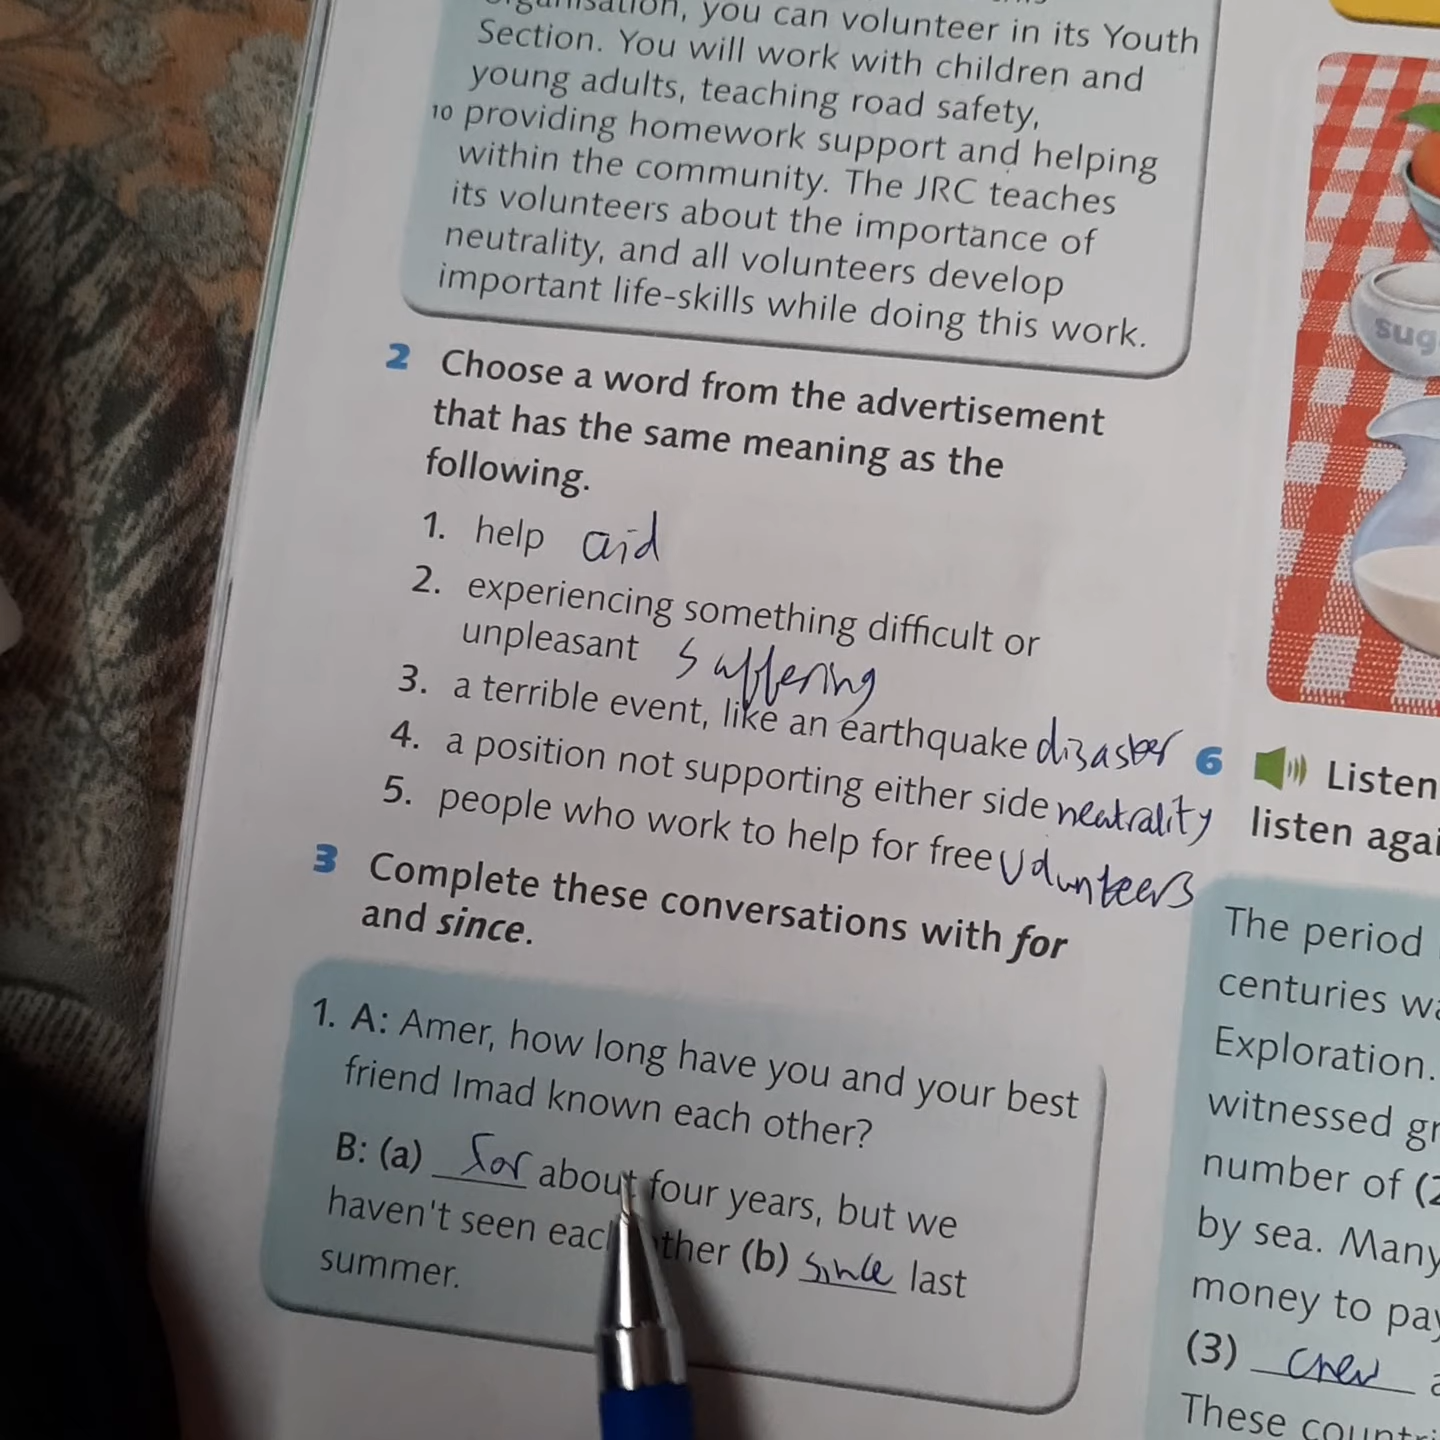 organisation, you can volunteer in its Youth
Section. You will work with children and
young adults, teaching road safety,
10 providing homework support and helping
within the community. The JRC teaches
its volunteers about the importance of
neutrality, and all volunteers develop
important life-skills while doing this work.
2 Choose a word from the advertisement
that has the same meaning as the
following.
1. help aid
2. experiencing something difficult or
unpleasant suffering
3. a terrible event, like an earthquake disaster
4. a position not supporting either side neutrality
5. people who work to help for free volunteers
3 Complete these conversations with for
and since.
1. A: Amer, how long have you and your best
friend Imad known each other?
B: (a) for about four years, but we
haven't seen each other (b) since last
summer.
sug
6 Listen
listen agai
The period
centuries wa
Exploration.
witnessed gr
number of (2
by sea. Many
money to pay
(3) crew a
These countri